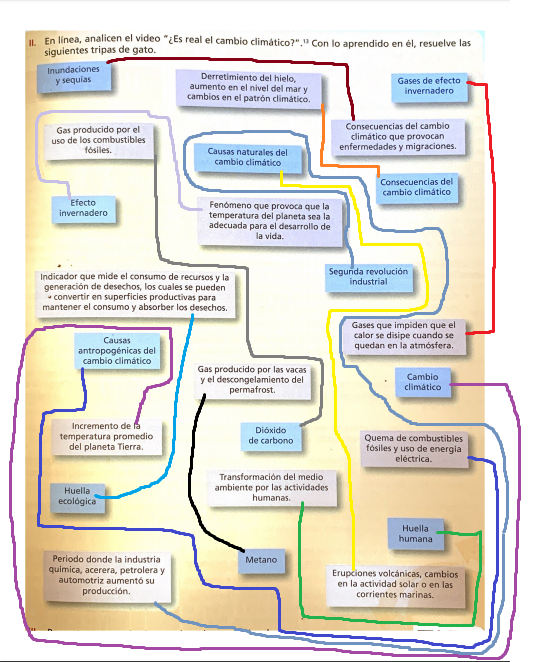 II. En línea, analicen el video “¿Es real el cambio climático?”.¹³ Con lo aprendido en él, resuelve las
siguientes tripas de gato.
Inundaciones
y sequías
Derretimiento del hielo,
aumento en el nivel del mar y
cambios en el patrón climático.
Gases de efecto
invernadero
Gas producido por el
uso de los combustibles
fósiles.
Causas naturales del
cambio climático
Consecuencias del cambio
climático que provocan
enfermedades y migraciones.
Consecuencias del
cambio climático
Efecto
invernadero
Fenómeno que provoca que la
temperatura del planeta sea la
adecuada para el desarrollo de
la vida.
Segunda revolución
industrial
Indicador que mide el consumo de recursos y la
generación de desechos, los cuales se pueden
convertir en superficies productivas para
mantener el consumo y absorber los desechos.
Gases que impiden que el
calor se disipe cuando se
quedan en la atmósfera.
Causas
antropogénicas del
cambio climático
Gas producido por las vacas
y el descongelamiento del
permafrost.
Cambio
climático
Incremento de la
temperatura promedio
del planeta Tierra.
Dióxido
de carbono
Quema de combustibles
fósiles y uso de energía
eléctrica.
Huella
ecológica
Transformación del medio
ambiente por las actividades
humanas.
Huella
humana
Metano
Periodo donde la industria
química, acerera, petrolera y
automotriz aumentó su
producción.
Erupciones volcánicas, cambios
en la actividad solar o en las
corrientes marinas.